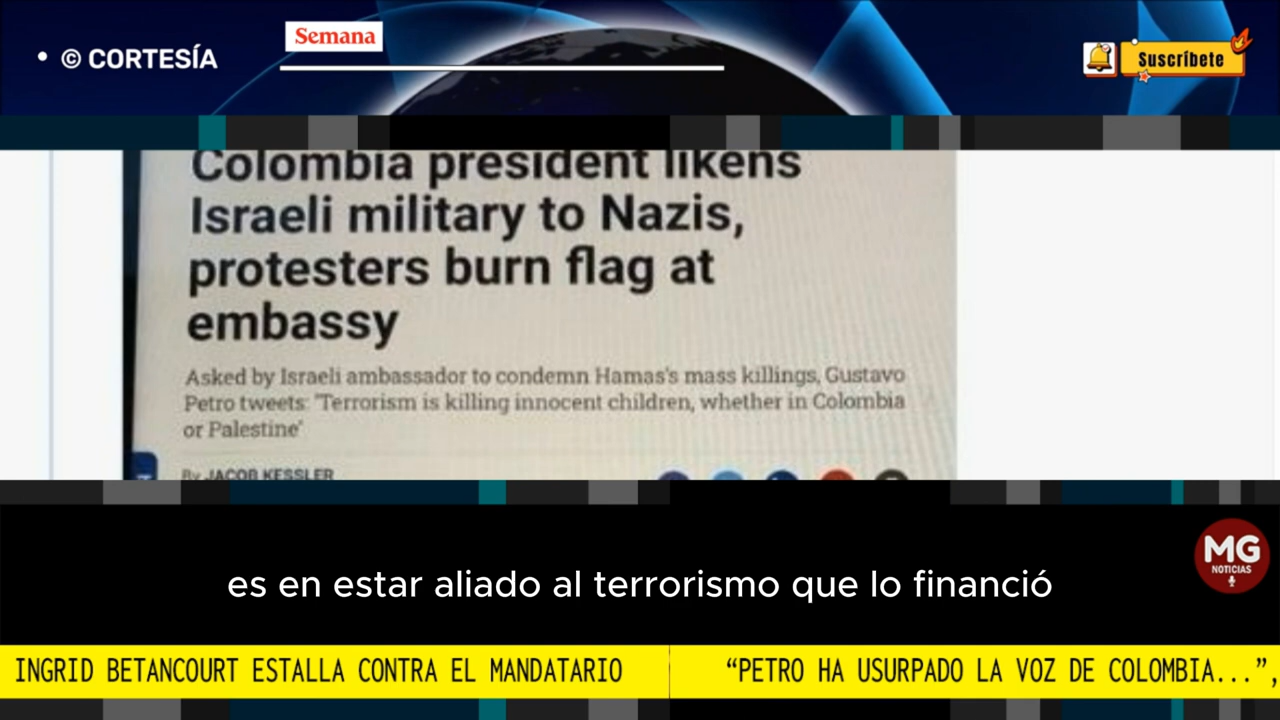 • © CORTESÍA
Semana
Suscríbete
Colombia president likens
Israeli military to Nazis,
protesters burn flag at
embassy
Asked by Israeli ambassador to condemn Hamas's mass killings, Gustavo
Petro tweets: 'Terrorism is killing innocent children, whether in Colombia
or Palestine'
By JACOB KESSLER
es en estar aliado al terrorismo que lo financió
MG
NOTICIAS
INGRID BETANCOURT ESTALLA CONTRA EL MANDATARIO
“PETRO HA USURPADO LA VOZ DE COLOMBIA...”,